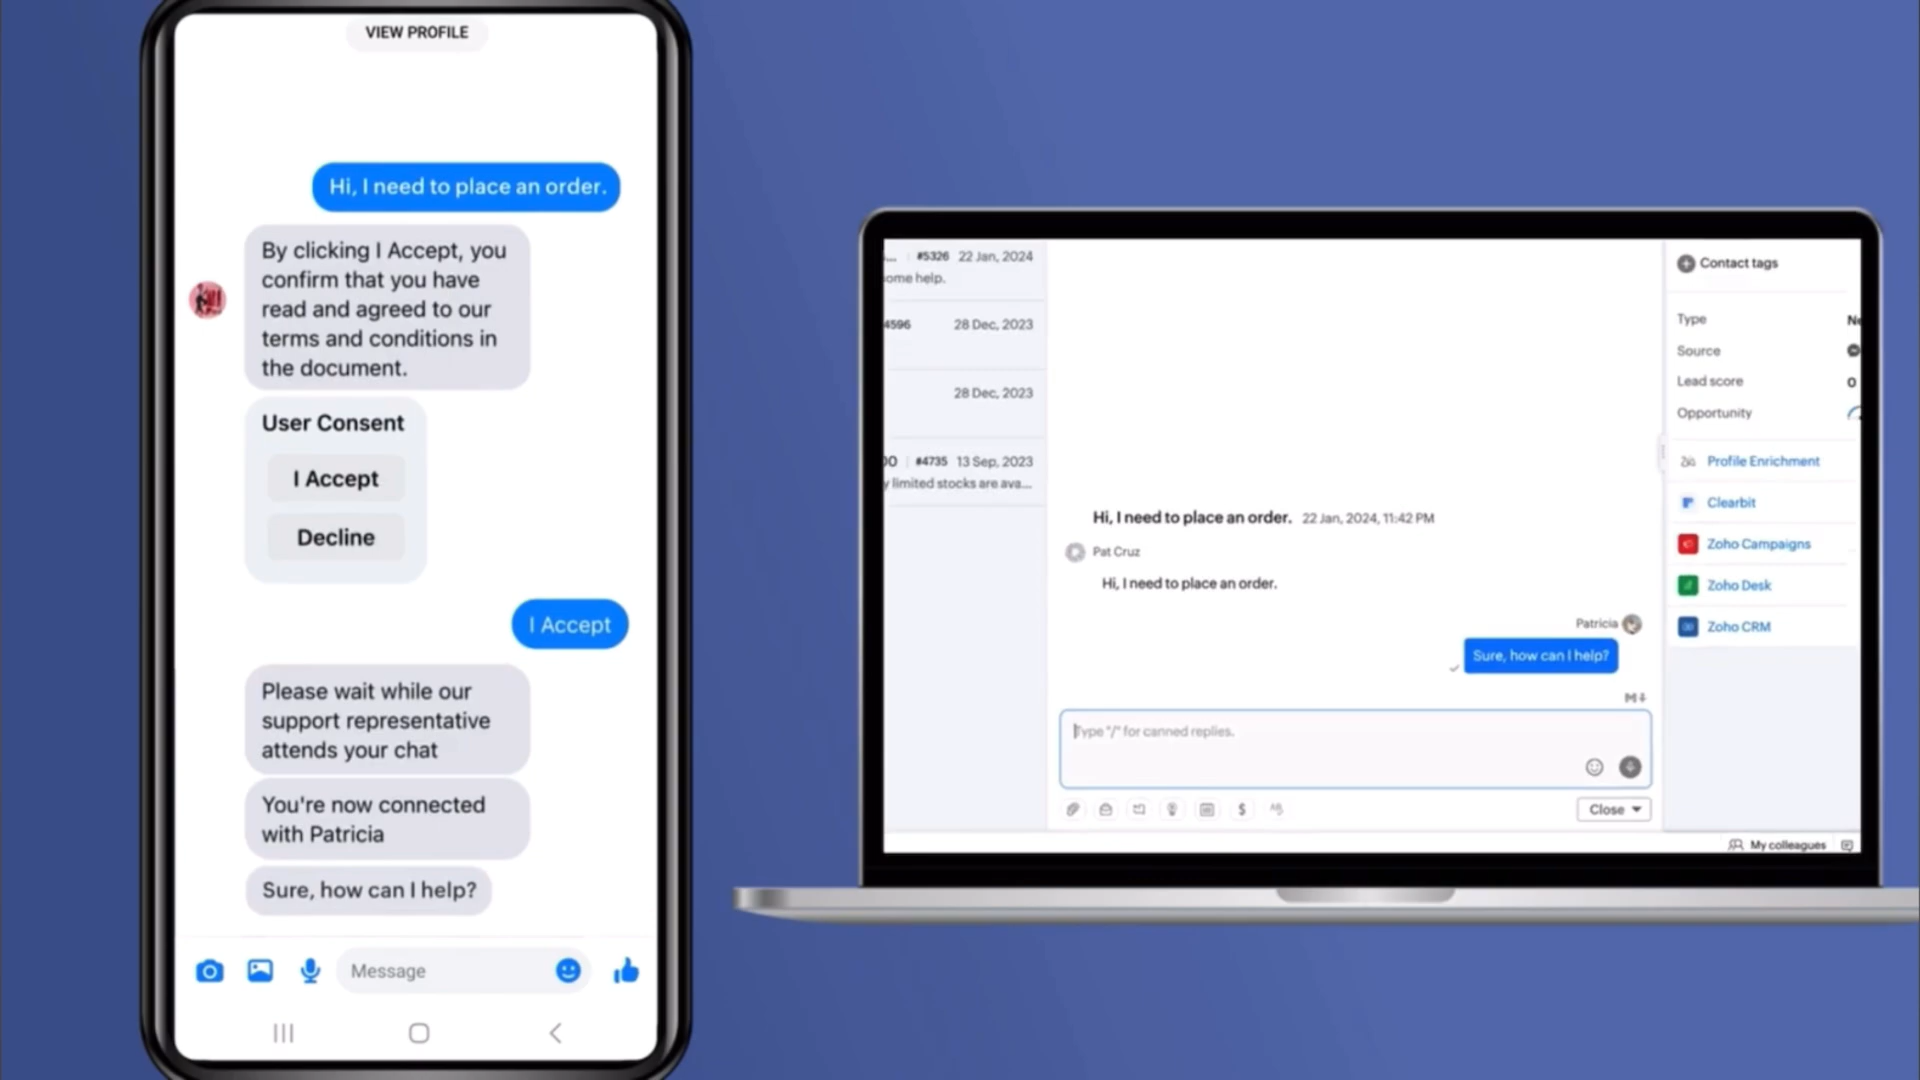 VIEW PROFILE
Hi, I need to place an order.
By clicking I Accept, you
confirm that you have
read and agreed to our
terms and conditions in
the document.
User Consent
I Accept
Decline
I Accept
Please wait while our
support representative
attends your chat
You're now connected
with Patricia
Sure, how can I help?
Message
#5326 22 Jan, 2024
ome help.
4596 28 Dec, 2023
28 Dec, 2023
#4735 13 Sep, 2023
y limited stocks are ava...
Hi, I need to place an order. 22 Jan, 2024, 11:42 PM
Pat Cruz
Hi, I need to place an order.
Patricia
Sure, how can I help?
Type "/" for canned replies.
Close
My colleagues
Contact tags
Type
Source
Lead score 0
Opportunity
Profile Enrichment
Clearbit
Zoho Campaigns
Zoho Desk
Zoho CRM